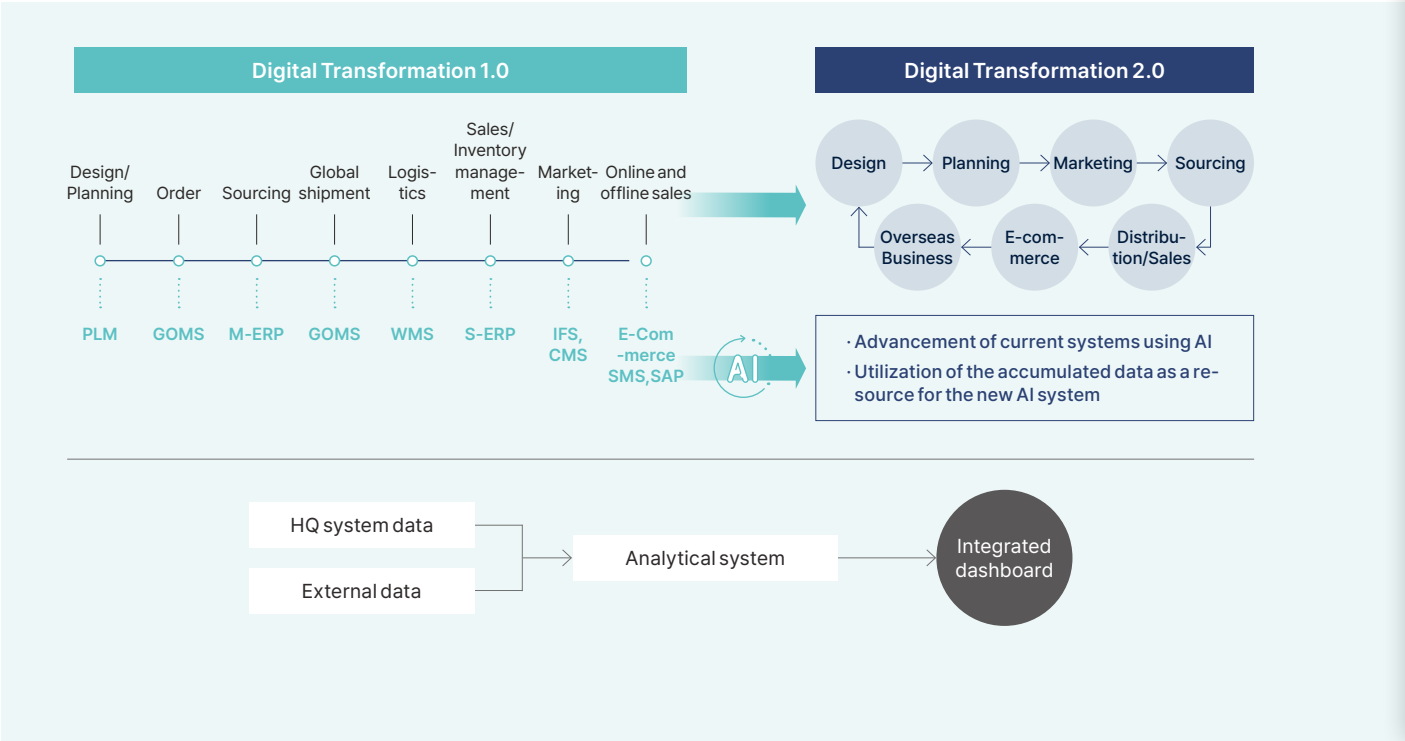 Digital Transformation 1.0
Design/
Planning
Order
Sourcing
Global
shipment
Logis-
tics
Sales/
Inventory
manage-
ment
Market-
ing
Online and
offline sales
PLM
GOMS
M-ERP
GOMS
WMS
S-ERP
IFS,
CMS
E-Com
-merce
SMS,SAP
AI
Digital Transformation 2.0
Design
Planning
Marketing
Sourcing
Overseas
Business
E-com-
merce
Distribu-
tion/Sales
· Advancement of current systems using AI
· Utilization of the accumulated data as a re-
source for the new AI system
HQ system data
External data
Analytical system
Integrated
dashboard